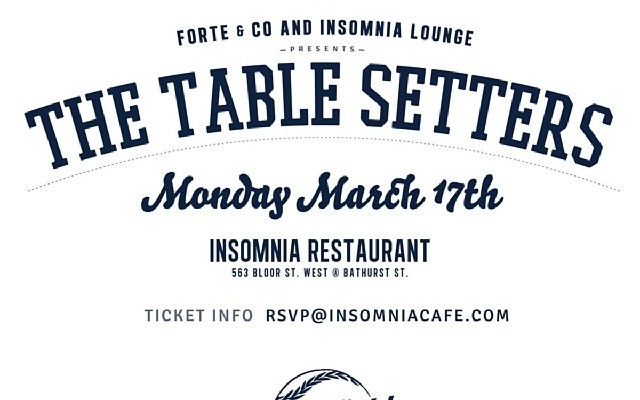 FORTE & CO AND INSOMNIA LOUNGE
– PRESENTS –
THE TABLE SETTERS
Monday March 17th
INSOMNIA RESTAURANT
563 BLOOR ST. WEST @ BATHURST ST.
TICKET INFO RSVP@INSOMNIACAFE.COM